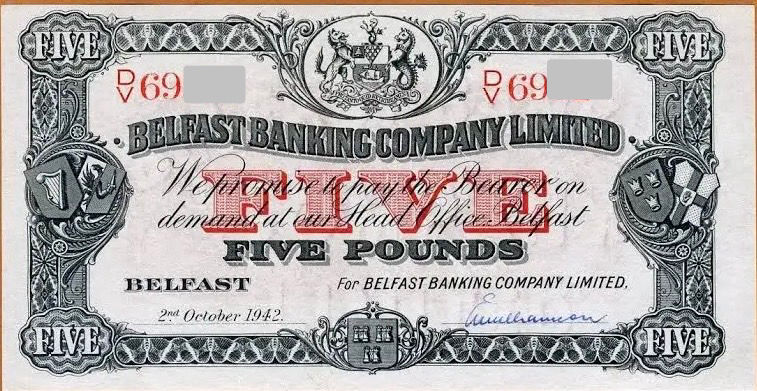 FIVE FIVE
D/V 69 D/V 69
BELFAST BANKING COMPANY LIMITED
FIVE
We promise to pay the Bearer on
demand at our Head Office Belfast
FIVE POUNDS
BELFAST For BELFAST BANKING COMPANY LIMITED,
2nd October 1942.
FIVE FIVE